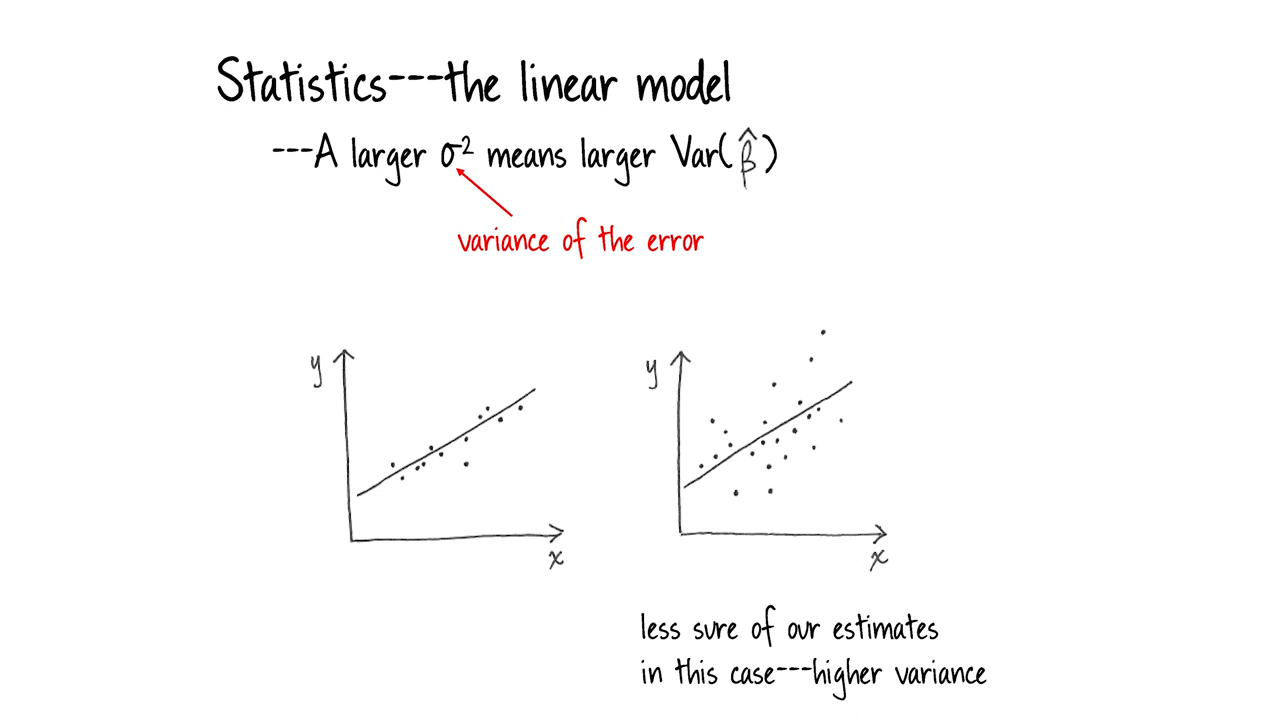 Statistics---the linear model
---A larger σ² means larger Var(β̂)
variance of the error
y
x
y
x
less sure of our estimates
in this case---higher variance